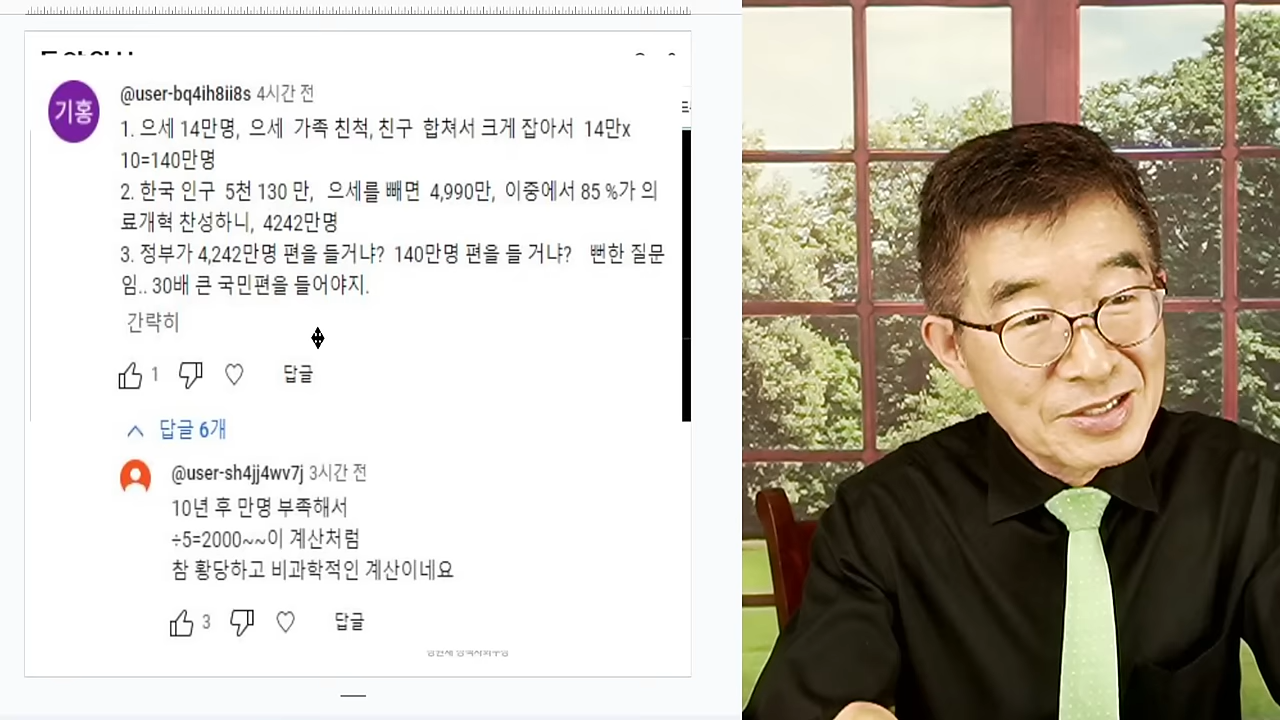 기홍
@user-bq4ih8ii8s 4시간 전
1. 으세 14만명, 으세 가족 친척, 친구 합쳐서 크게 잡아서 14만x
10=140만명
2. 한국 인구 5천 130 만, 으세를 빼면 4,990만, 이중에서 85 %가 의
료개혁 찬성하니, 4242만명
3. 정부가 4,242만명 편을 들거냐? 140만명 편을 들 거냐? 뻔한 질문
임.. 30배 큰 국민편을 들어야지.
간략히
1 답글
답글 6개
@user-sh4jj4wv7j 3시간 전
10년 후 만명 부족해서
÷5=2000~~이 계산처럼
참 황당하고 비과학적인 계산이네요
3 답글